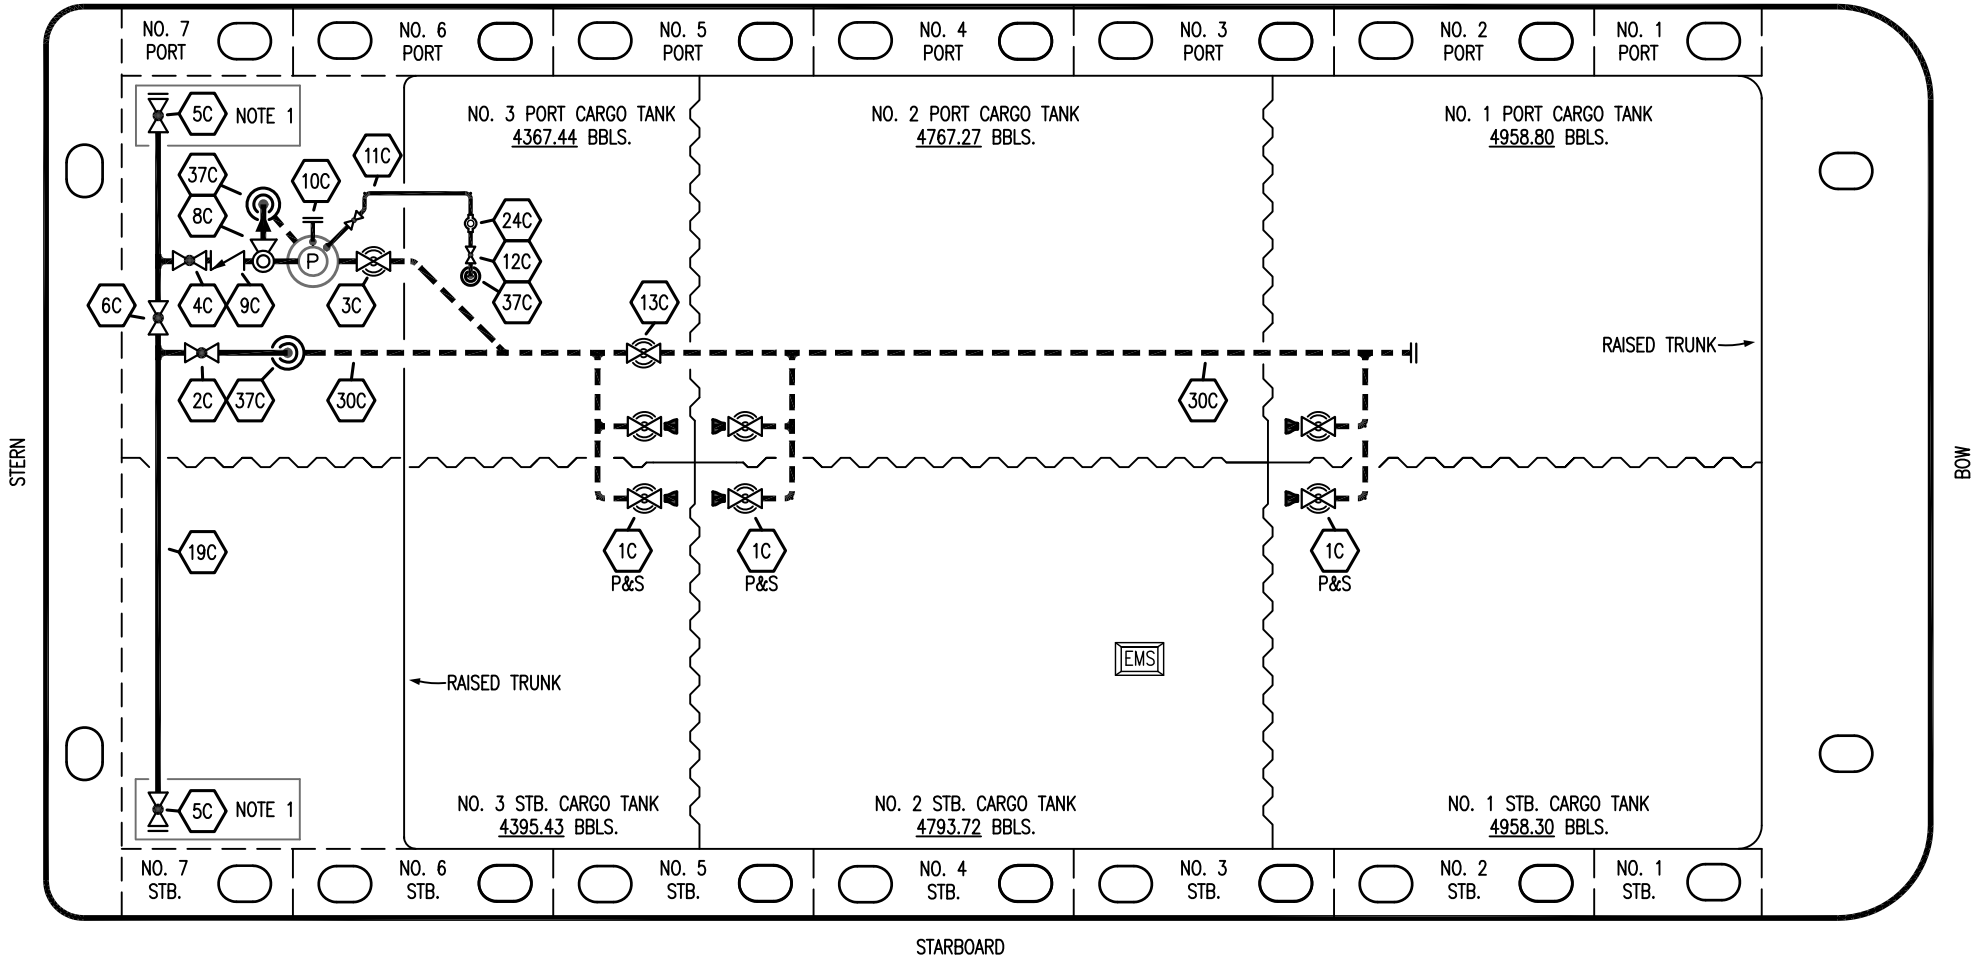 NO. 7
PORT
NO. 6
PORT
NO. 5
PORT
NO. 4
PORT
NO. 3
PORT
NO. 2
PORT
NO. 1
PORT
5C
NOTE 1
NO. 3 PORT CARGO TANK
4367.44 BBLS.
NO. 2 PORT CARGO TANK
4767.27 BBLS.
NO. 1 PORT CARGO TANK
4958.80 BBLS.
11C
37C
10C
8C
24C
P
12C
37C
6C
4C
9C
3C
13C
RAISED TRUNK
2C
37C
30C
30C
STERN
BOW
19C
1C
P&S
1C
P&S
1C
P&S
EMS
RAISED TRUNK
5C
NOTE 1
NO. 3 STB. CARGO TANK
4395.43 BBLS.
NO. 2 STB. CARGO TANK
4793.72 BBLS.
NO. 1 STB. CARGO TANK
4958.30 BBLS.
NO. 7
STB.
NO. 6
STB.
NO. 5
STB.
NO. 4
STB.
NO. 3
STB.
NO. 2
STB.
NO. 1
STB.
STARBOARD